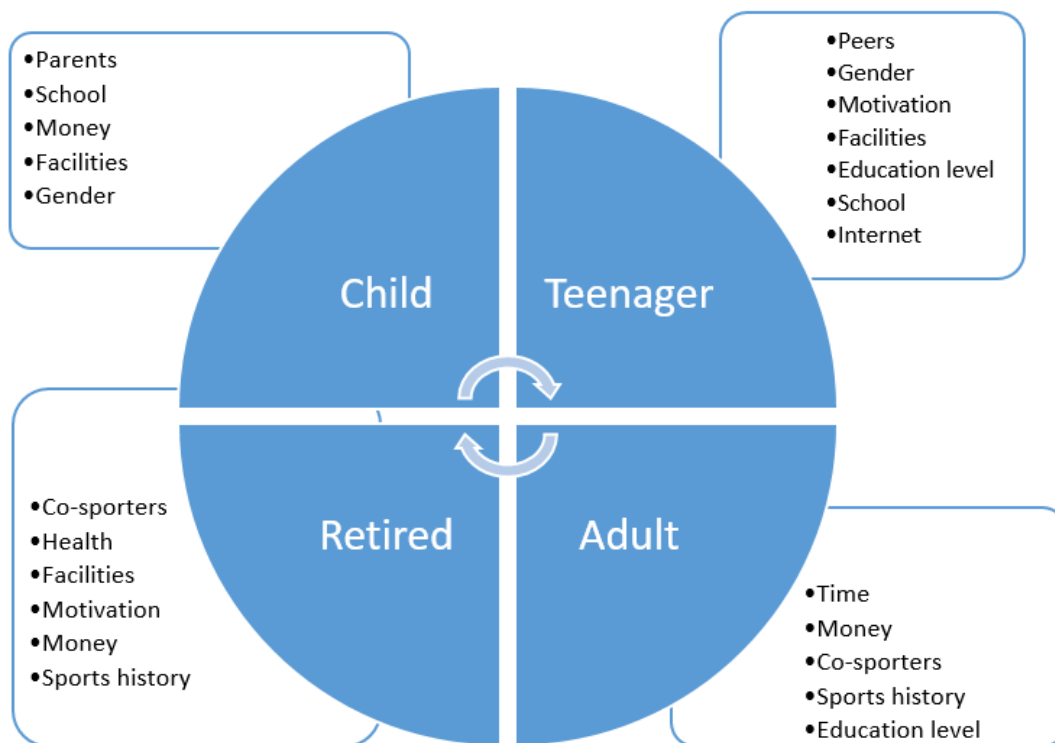 •Parents
•School
•Money
•Facilities
•Gender
•Peers
•Gender
•Motivation
•Facilities
•Education level
•School
•Internet
Child
Teenager
Retired
Adult
•Co-sporters
•Health
•Facilities
•Motivation
•Money
•Sports history
•Time
•Money
•Co-sporters
•Sports history
•Education level